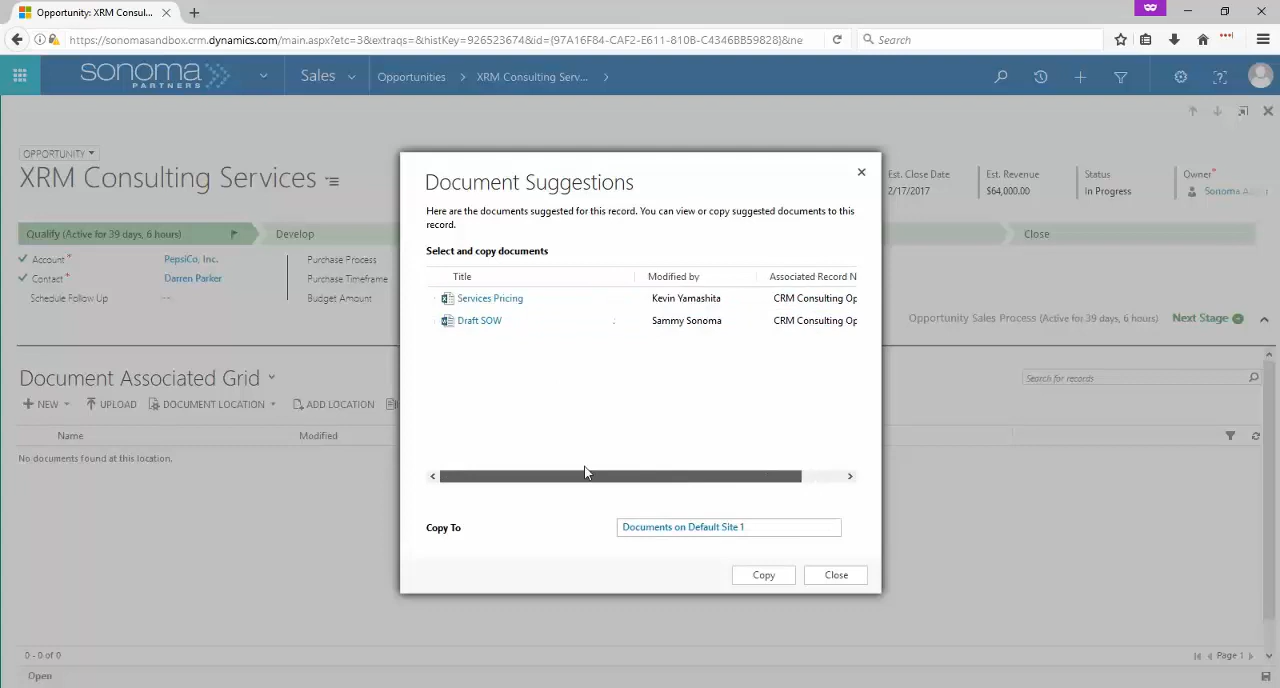 Opportunity: XRM Consul...
https://sonomasandbox.crm.dynamics.com/main.aspx?etc=3&extraqs=&histKey=926523674&id={97A16F84-CAF2-E611-810B-C4346BB59828}&ne
Search
sonoma
PARTNERS
Sales
Opportunities
XRM Consulting Serv...
OPPORTUNITY
XRM Consulting Services
Est. Close Date
2/17/2017
Est. Revenue
$64,000.00
Status
In Progress
Owner*
Sonoma
Qualify (Active for 39 days, 6 hours)
Develop
Close
Account*
PepsiCo, Inc.
Contact*
Darren Parker
Schedule Follow Up
--
Purchase Process
Purchase Timeframe
Budget Amount
Opportunity Sales Process (Active for 39 days, 6 hours)
Next Stage
Document Associated Grid
Search for records
NEW
UPLOAD
DOCUMENT LOCATION
ADD LOCATION
Name
Modified
No documents found at this location.
Document Suggestions
Here are the documents suggested for this record. You can view or copy suggested documents to this
record.
Select and copy documents
Title Modified by Associated Record N
Services Pricing Kevin Yamashita CRM Consulting Op
Draft SOW Sammy Sonoma CRM Consulting Op
Copy To
Documents on Default Site 1
Copy
Close
0 - 0 of 0
Page 1
Open